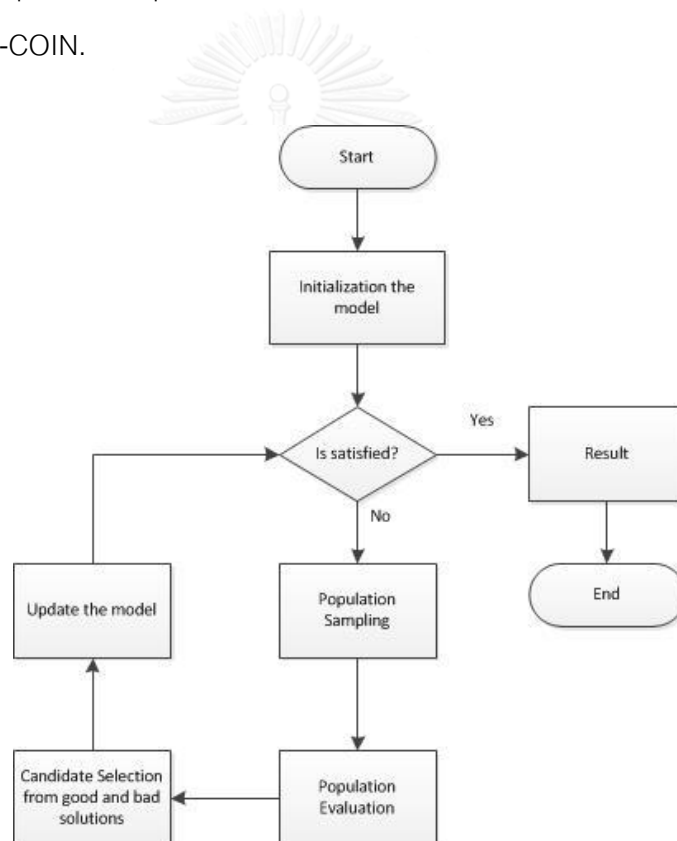 -COIN.
Start
Initialization the
model
Is satisfied?
Yes
Result
No
End
Update the model
Population
Sampling
Candidate Selection
from good and bad
solutions
Population
Evaluation